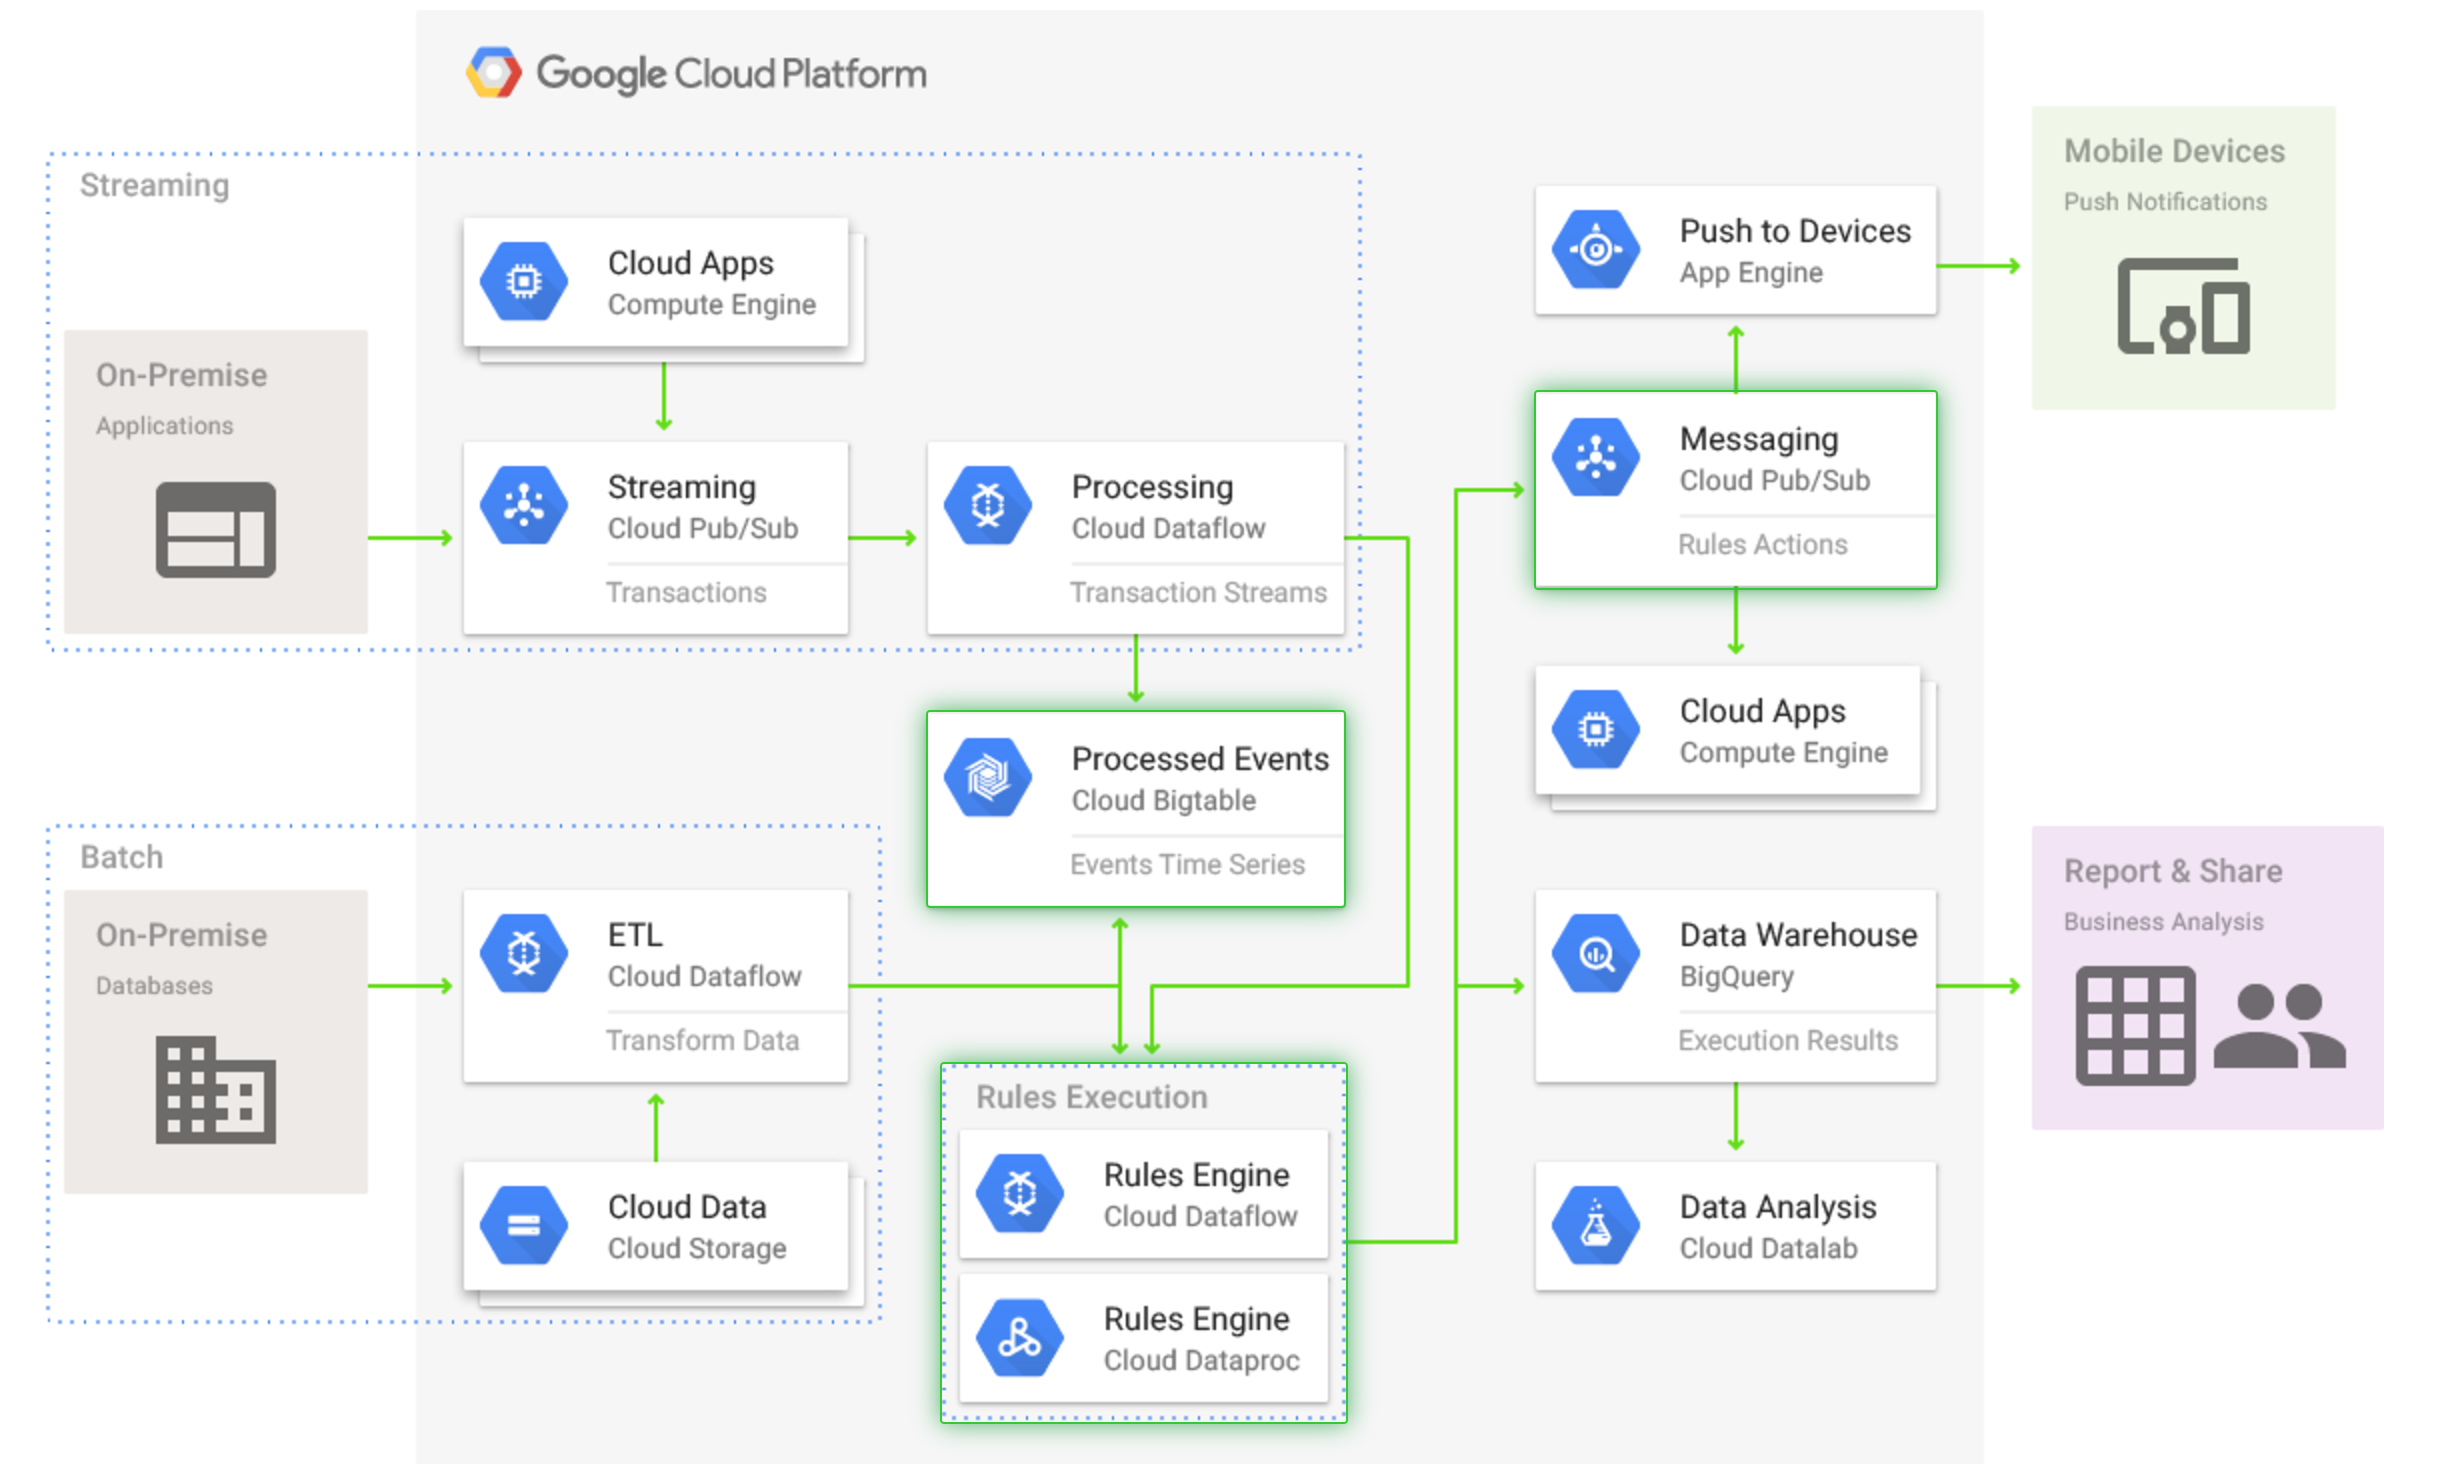 Google Cloud Platform
Streaming
On-Premise
Applications
Cloud Apps
Compute Engine
Streaming
Cloud Pub/Sub
Transactions
Processing
Cloud Dataflow
Transaction Streams
Processed Events
Cloud Bigtable
Events Time Series
Batch
On-Premise
Databases
ETL
Cloud Dataflow
Transform Data
Cloud Data
Cloud Storage
Rules Execution
Rules Engine
Cloud Dataflow
Rules Engine
Cloud Dataproc
Push to Devices
App Engine
Messaging
Cloud Pub/Sub
Rules Actions
Cloud Apps
Compute Engine
Data Warehouse
BigQuery
Execution Results
Data Analysis
Cloud Datalab
Mobile Devices
Push Notifications
Report & Share
Business Analysis